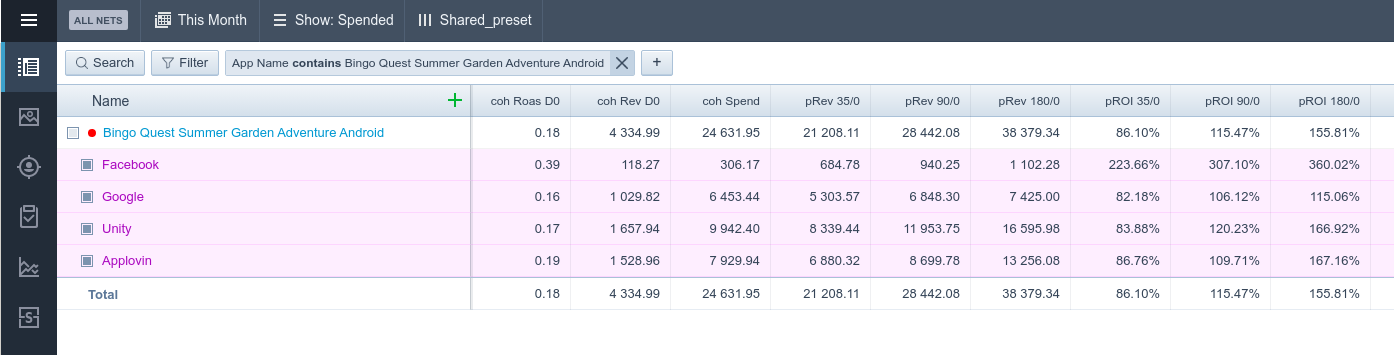 ALL NETS This Month Show: Spended Shared_preset
Search Filter App Name contains Bingo Quest Summer Garden Adventure Android +
Name coh Roas D0 coh Rev D0 coh Spend pRev 35/0 pRev 90/0 pRev 180/0 pROI 35/0 pROI 90/0 pROI 180/0
Bingo Quest Summer Garden Adventure Android 0.18 4 334.99 24 631.95 21 208.11 28 442.08 38 379.34 86.10% 115.47% 155.81%
Facebook 0.39 118.27 306.17 684.78 940.25 1 102.28 223.66% 307.10% 360.02%
Google 0.16 1 029.82 6 453.44 5 303.57 6 848.30 7 425.00 82.18% 106.12% 115.06%
Unity 0.17 1 657.94 9 942.40 8 339.44 11 953.75 16 595.98 83.88% 120.23% 166.92%
Applovin 0.19 1 528.96 7 929.94 6 880.32 8 699.78 13 256.08 86.76% 109.71% 167.16%
Total 0.18 4 334.99 24 631.95 21 208.11 28 442.08 38 379.34 86.10% 115.47% 155.81%